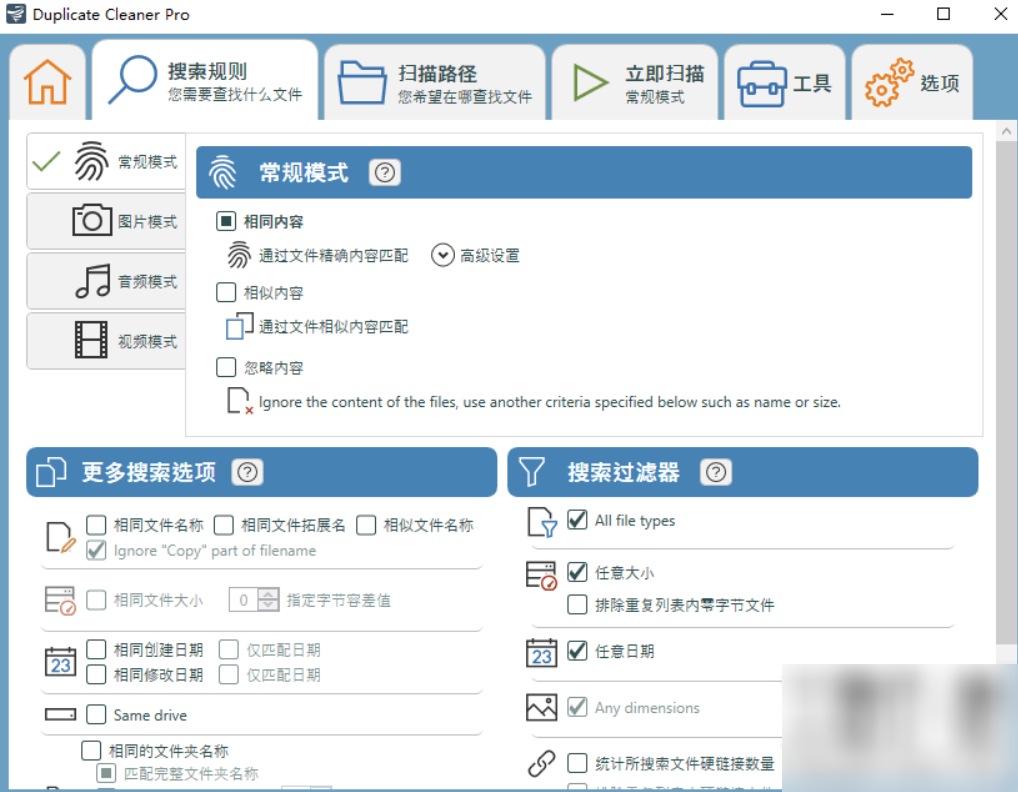 Duplicate Cleaner Pro
搜索规则
您需要查找什么文件
扫描路径
您希望在哪查找文件
立即扫描
常规模式
工具
选项
常规模式
图片模式
音频模式
视频模式
常规模式 ?
相同内容
通过文件精确内容匹配 高级设置
相似内容
通过文件相似内容匹配
忽略内容
Ignore the content of the files, use another criteria specified below such as name or size.
更多搜索选项 ?
相同文件名称 相同文件拓展名 相似文件名称
Ignore "Copy" part of filename
相同文件大小 0 指定字节容差值
23
相同创建日期 仅匹配日期
相同修改日期 仅匹配日期
Same drive
相同的文件夹名称
匹配完整文件夹名称
搜索过滤器 ?
All file types
任意大小
排除重复列表内零字节文件
23 任意日期
Any dimensions
统计所搜索文件硬链接数量